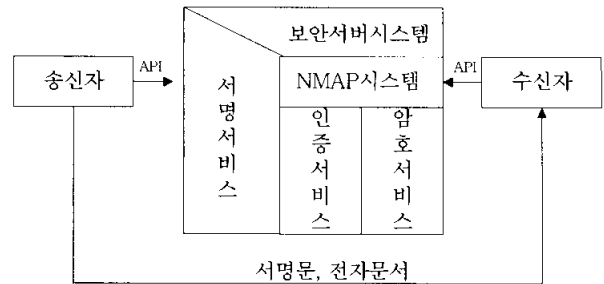 보안서버시스템
송신자
API
서명서비스
NMAP시스템
API
수신자
인증서비스
암호서비스
서명문, 전자문서